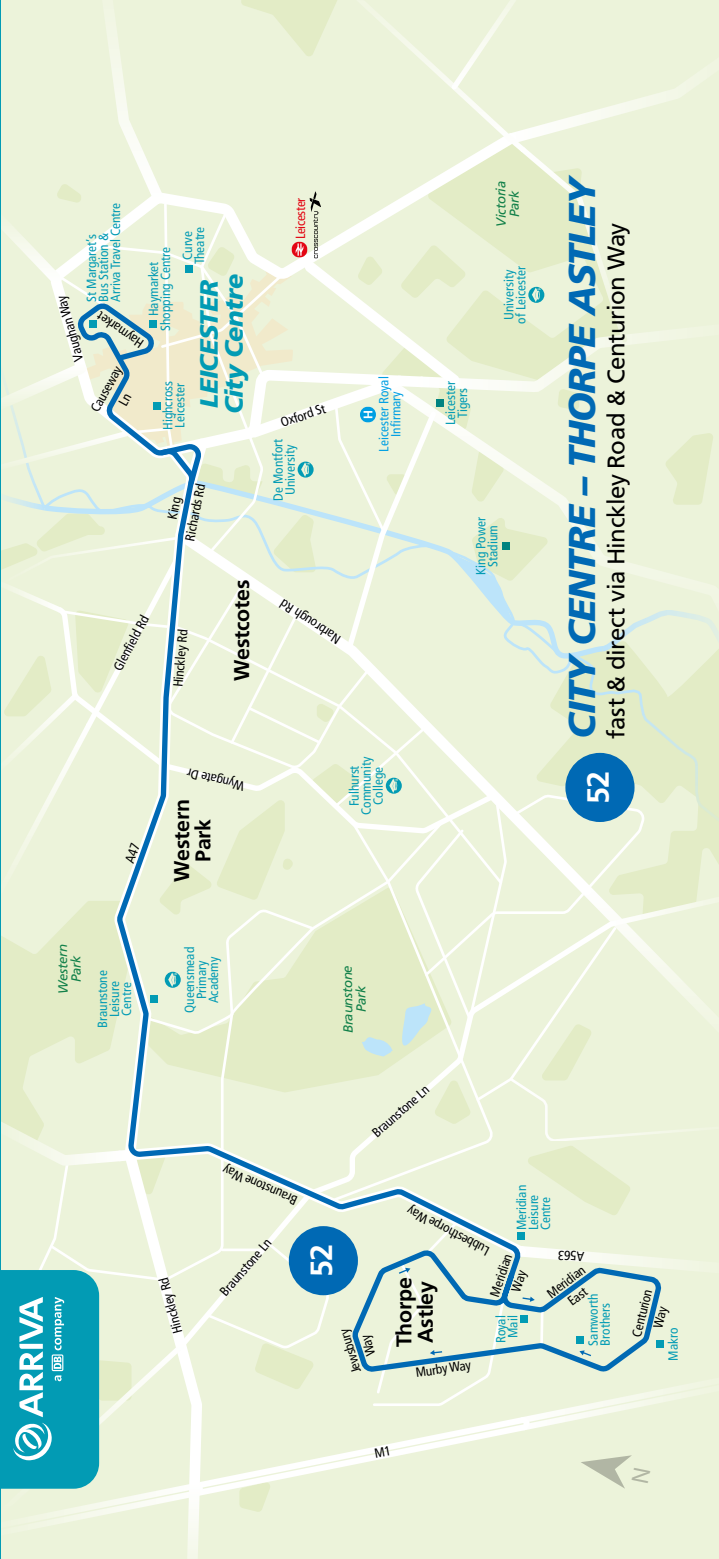 ARRIVA
a DB company
CITY CENTRE – THORPE ASTLEY
fast & direct via Hinckley Road & Centurion Way
52
52
M1
Hinckley Rd
Braunstone Ln
Jewsbury
Way
Thorpe
Astley
Murby Way
Royal
Mail
Samworth
Brothers
Makro
Centurion
Way
Meridian
East
Meridian
Way
A563
Meridian
Leisure
Centre
Lubbesthorpe Way
Braunstone Way
Braunstone Ln
Western
Park
Braunstone
Leisure
Centre
Queensmead
Primary
Academy
Braunstone
Park
A47
Western
Park
Wyngate Dr
Fulhurst
Community
College
Glenfield Rd
Hinckley Rd
Westcotes
Narbrough Rd
King Power
Stadium
King
Richards Rd
De Montfort
University
Oxford St
Leicester Royal
Infirmary
H
Leicester
Tigers
Vaughan Way
Causeway
Ln
Haymarket
St Margaret's
Bus Station &
Arriva Travel Centre
Haymarket
Shopping Centre
Highcross
Leicester
LEICESTER
City Centre
Curve
Theatre
Leicester
crosscountry
University
of Leicester
Victoria
Park
N